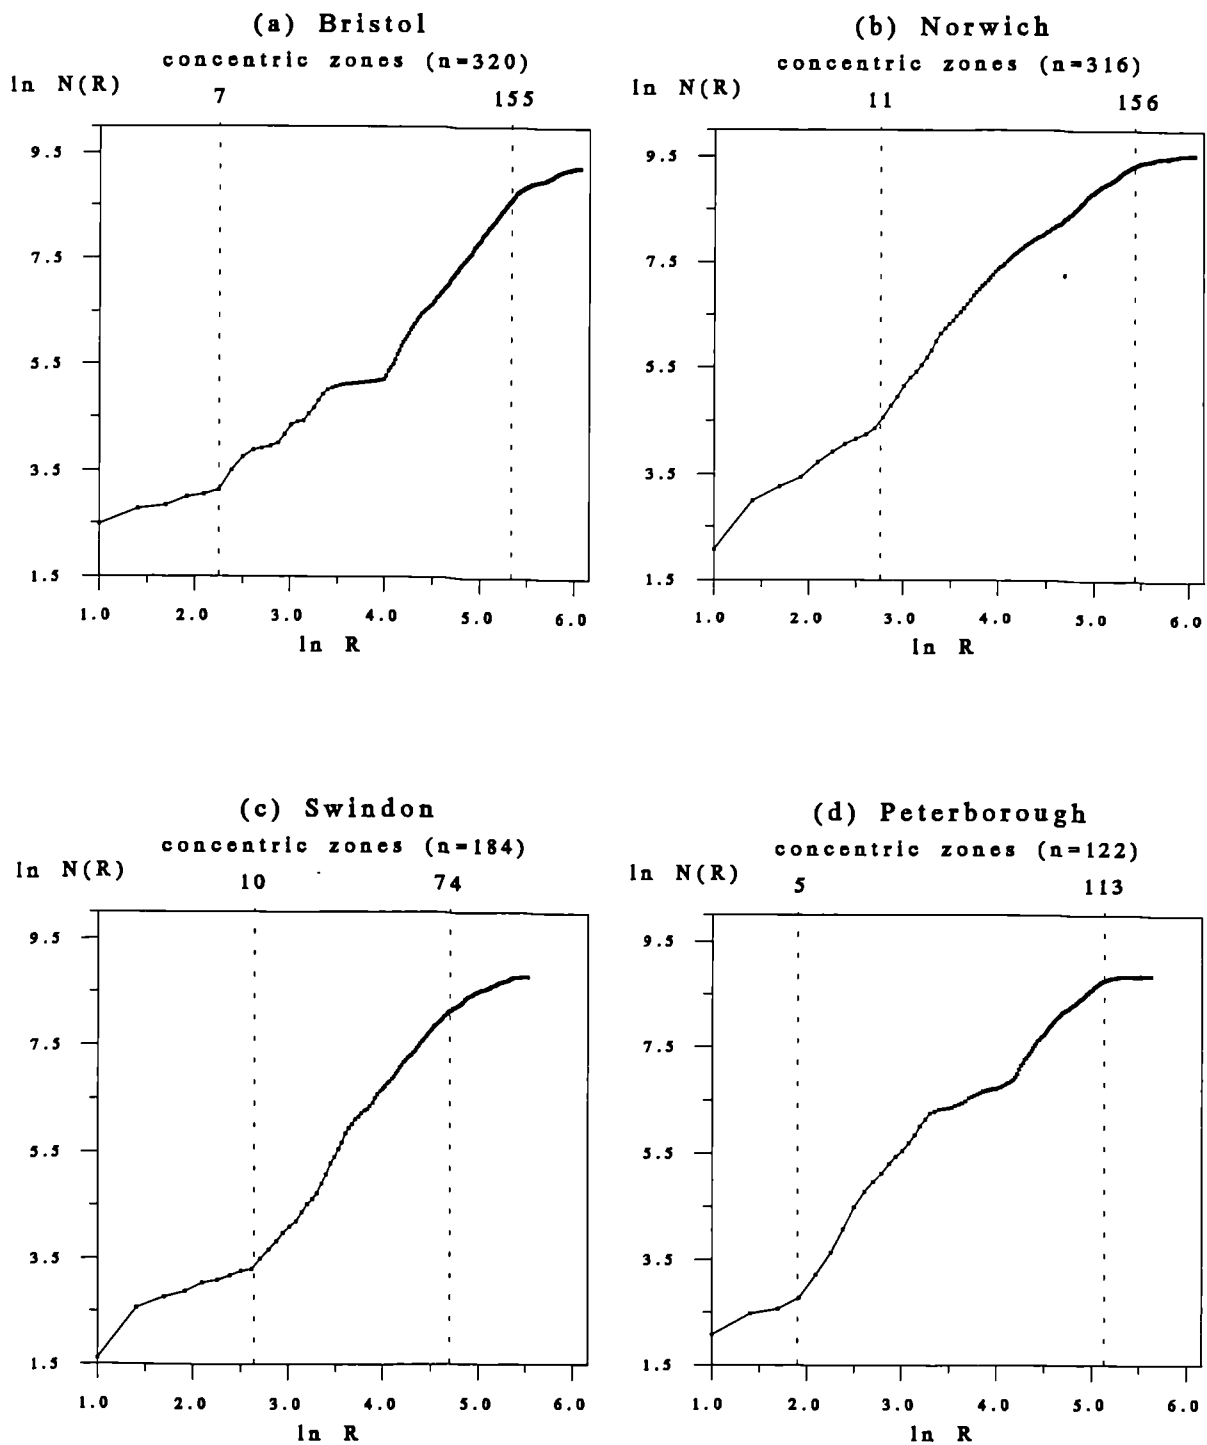 (a) Bristol
concentric zones (n=320)
ln N(R)
7 155
9.5
7.5
5.5
3.5
1.5
1.0 2.0 3.0 4.0 5.0 6.0
ln R
(b) Norwich
concentric zones (n=316)
ln N(R)
11 156
9.5
7.5
5.5
3.5
1.5
1.0 2.0 3.0 4.0 5.0 6.0
ln R
(c) Swindon
concentric zones (n=184)
ln N(R)
10 74
9.5
7.5
5.5
3.5
1.5
1.0 2.0 3.0 4.0 5.0 6.0
ln R
(d) Peterborough
concentric zones (n=122)
ln N(R)
5 113
9.5
7.5
5.5
3.5
1.5
1.0 2.0 3.0 4.0 5.0 6.0
ln R